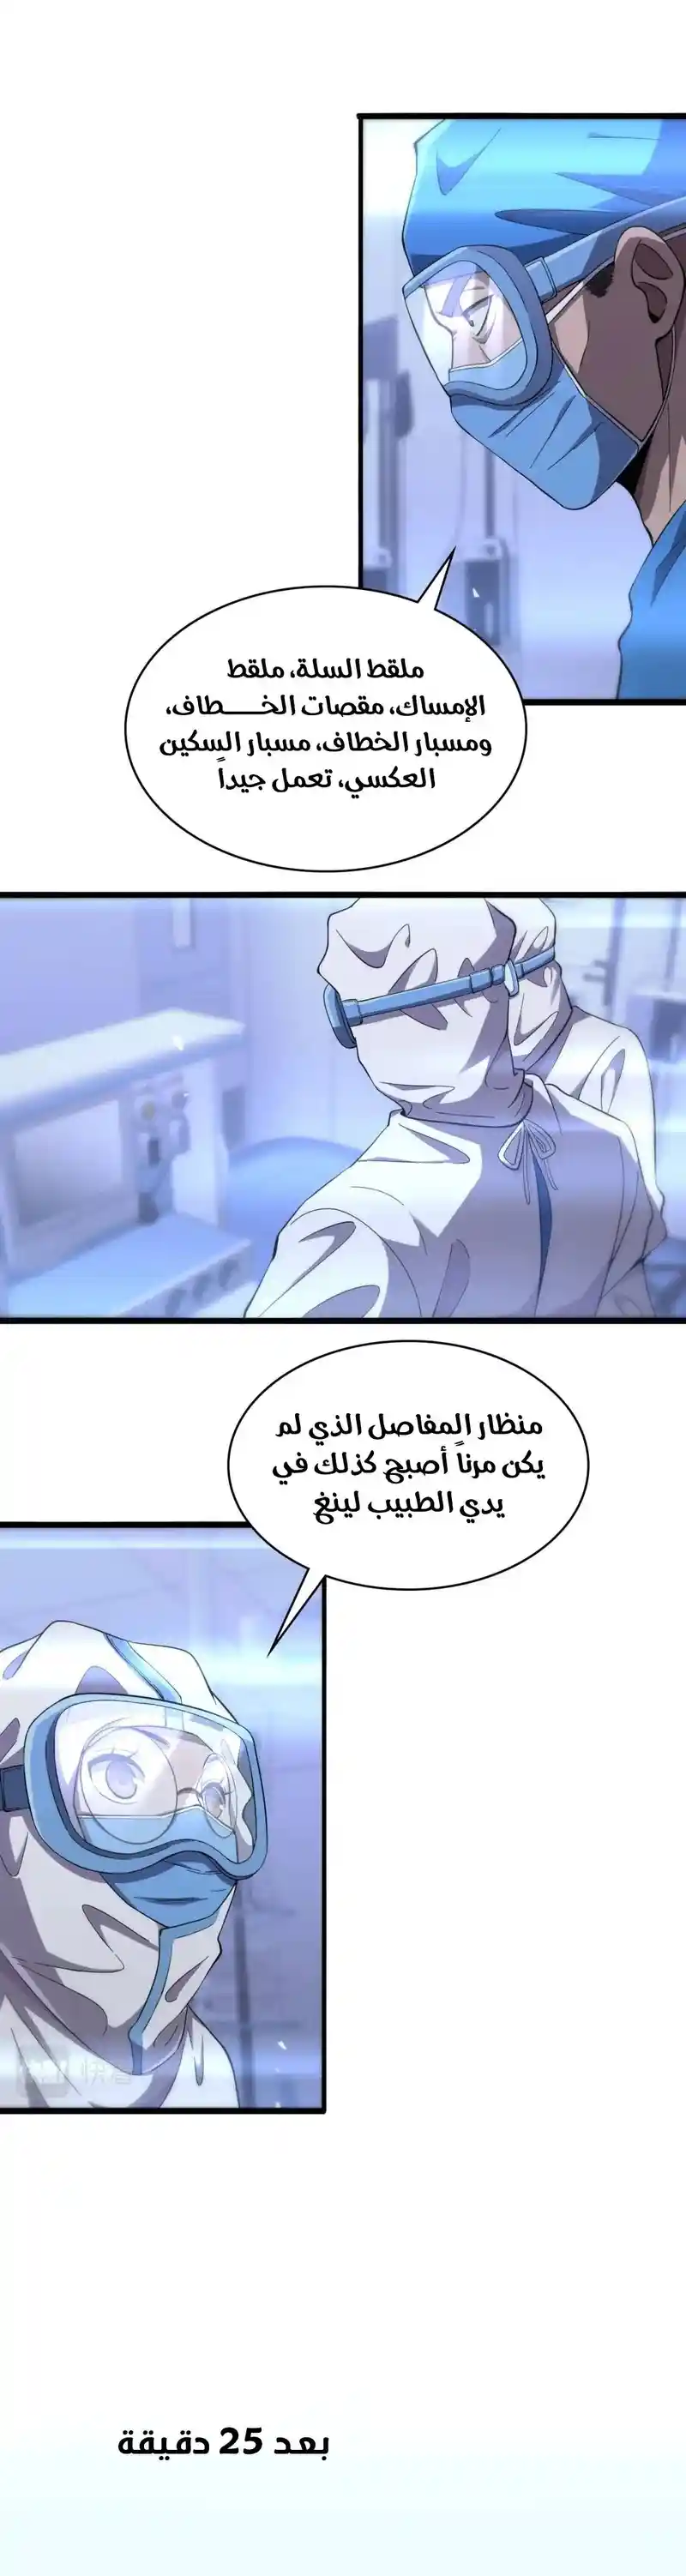 ملقط السلة، ملقط
الإمساك، مقصات الخـــــطاف،
ومسبار الخطاف، مسبار السكين
العكسي، تعمل جيداً
منظار المفاصل الذي لم
يكن مرناً أصبح كذلك في
يدي الطبيب لينغ
بعد 25 دقيقة